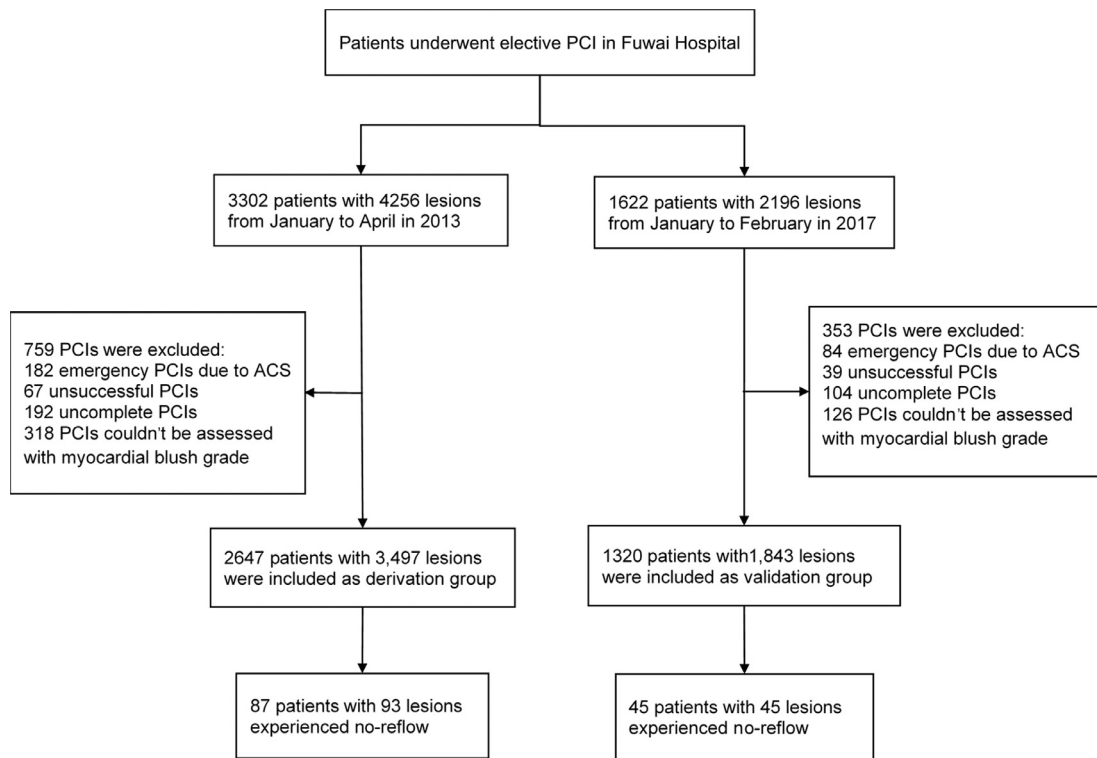 Patients underwent elective PCI in Fuwai Hospital
3302 patients with 4256 lesions
from January to April in 2013
1622 patients with 2196 lesions
from January to February in 2017
759 PCIs were excluded:
182 emergency PCIs due to ACS
67 unsuccessful PCIs
192 uncomplete PCIs
318 PCIs couldn't be assessed
with myocardial blush grade
353 PCIs were excluded:
84 emergency PCIs due to ACS
39 unsuccessful PCIs
104 uncomplete PCIs
126 PCIs couldn't be assessed
with myocardial blush grade
2647 patients with 3,497 lesions
were included as derivation group
1320 patients with1,843 lesions
were included as validation group
87 patients with 93 lesions
experienced no-reflow
45 patients with 45 lesions
experienced no-reflow